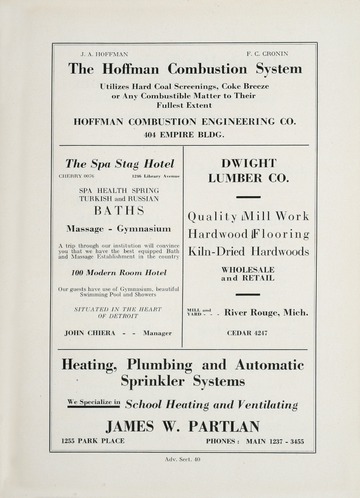 J. A. HOFFMAN F. C. CRONIN
The Hoffman Combustion System
Utilizes Hard Coal Screenings, Coke Breeze
or Any Combustible Matter to Their
Fullest Extent
HOFFMAN COMBUSTION ENGINEERING CO.
404 EMPIRE BLDG.
The Spa Stag Hotel
CHERRY 1 1296 Library Avenue
SPA HEALTH SPRING
TURKISH and RUSSIAN
BATHS
Massage - Gymnasium
A trip through our institution will convince
you that we have the best equipped Bath
and Massage Establishment in the country
100 Modern Room Hotel
Our guests have use of Gymnasium, beautiful
Swimming Pool and Showers
SITUATED IN THE HEART
OF DETROIT
JOHN CHIERA - - Manager
DWIGHT
LUMBER CO.
Quality Mill Work
Hardwood Flooring
Kiln-Dried Hardwoods
WHOLESALE
and RETAIL
MILL and
YARD - - - River Rouge, Mich.
CEDAR 4247
Heating, Plumbing and Automatic
Sprinkler Systems
We Specialize in School Heating and Ventilating
JAMES W. PARTLAN
1255 PARK PLACE PHONES: MAIN 1237 - 3455
Adv. Sect. 40